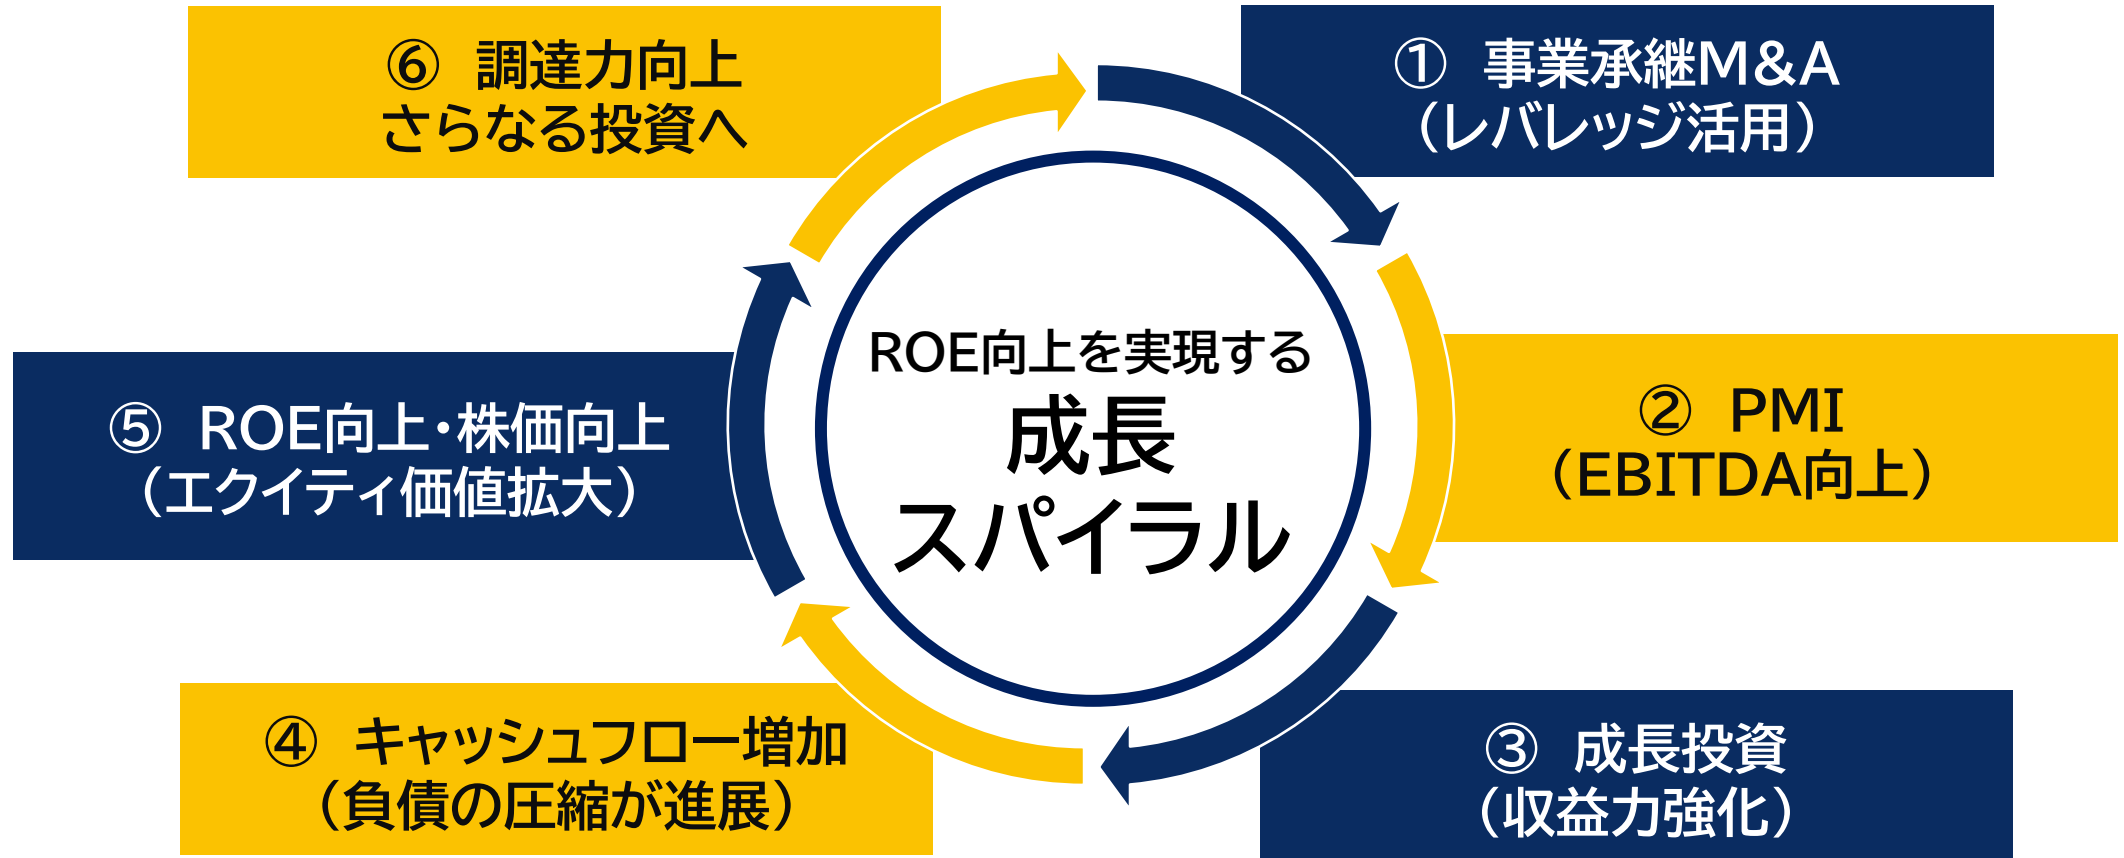 ① 事業承継M&A
（レバレッジ活用）
② PMI
（EBITDA向上）
③ 成長投資
（収益力強化）
④ キャッシュフロー増加
（負債の圧縮が進展）
⑤ ROE向上・株価向上
（エクイティ価値拡大）
⑥ 調達力向上
さらなる投資へ
ROE向上を実現する
成長
スパイラル